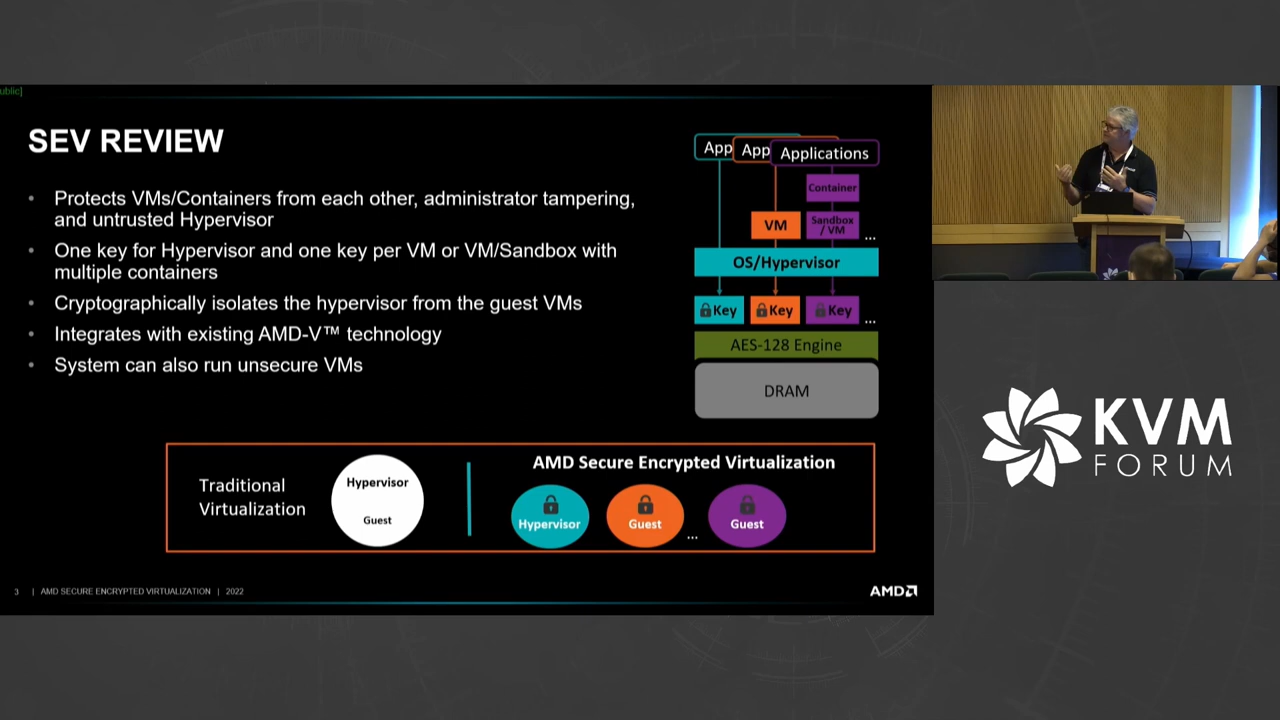 ublic]
SEV REVIEW
• Protects VMs/Containers from each other, administrator tampering,
and untrusted Hypervisor
• One key for Hypervisor and one key per VM or VM/Sandbox with
multiple containers
• Cryptographically isolates the hypervisor from the guest VMs
• Integrates with existing AMD-V™ technology
• System can also run unsecure VMs
App
App
Applications
Container
VM
Sandbox
/ VM
...
OS/Hypervisor
Key
Key
Key
...
AES-128 Engine
DRAM
Traditional
Virtualization
Hypervisor
Guest
AMD Secure Encrypted Virtualization
Hypervisor
Guest
...
Guest
3 | AMD SECURE ENCRYPTED VIRTUALIZATION | 2022
AMD
KVM
FORUM